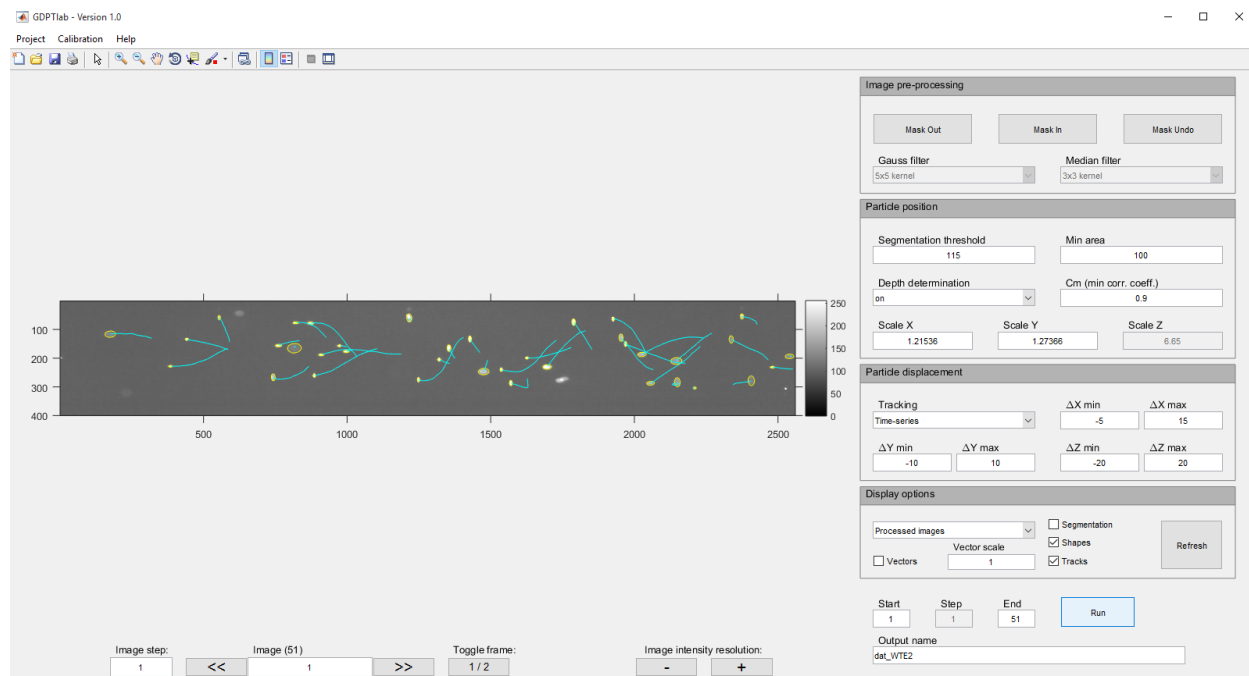 GDPTlab - Version 1.0
Project Calibration Help
Image pre-processing
Mask Out Mask In Mask Undo
Gauss filter Median filter
5x5 kernel 3x3 kernel
Particle position
Segmentation threshold Min area
115 100
Depth determination Cm (min corr. coeff.)
on 0.9
Scale X Scale Y Scale Z
1.21536 1.27366 6.65
Particle displacement
Tracking ΔX min ΔX max
Time-series -5 15
ΔY min ΔY max ΔZ min ΔZ max
-10 10 -20 20
Display options
Processed images Segmentation
Vector scale Shapes Refresh
Vectors 1 Tracks
Start Step End
1 1 51 Run
Output name
dat_WTE2
100
200
300
400
500 1000 1500 2000 2500
250
200
150
100
50
0
Image step: Image (51) Toggle frame: Image intensity resolution:
1 << 1 >> 1 / 2 - +